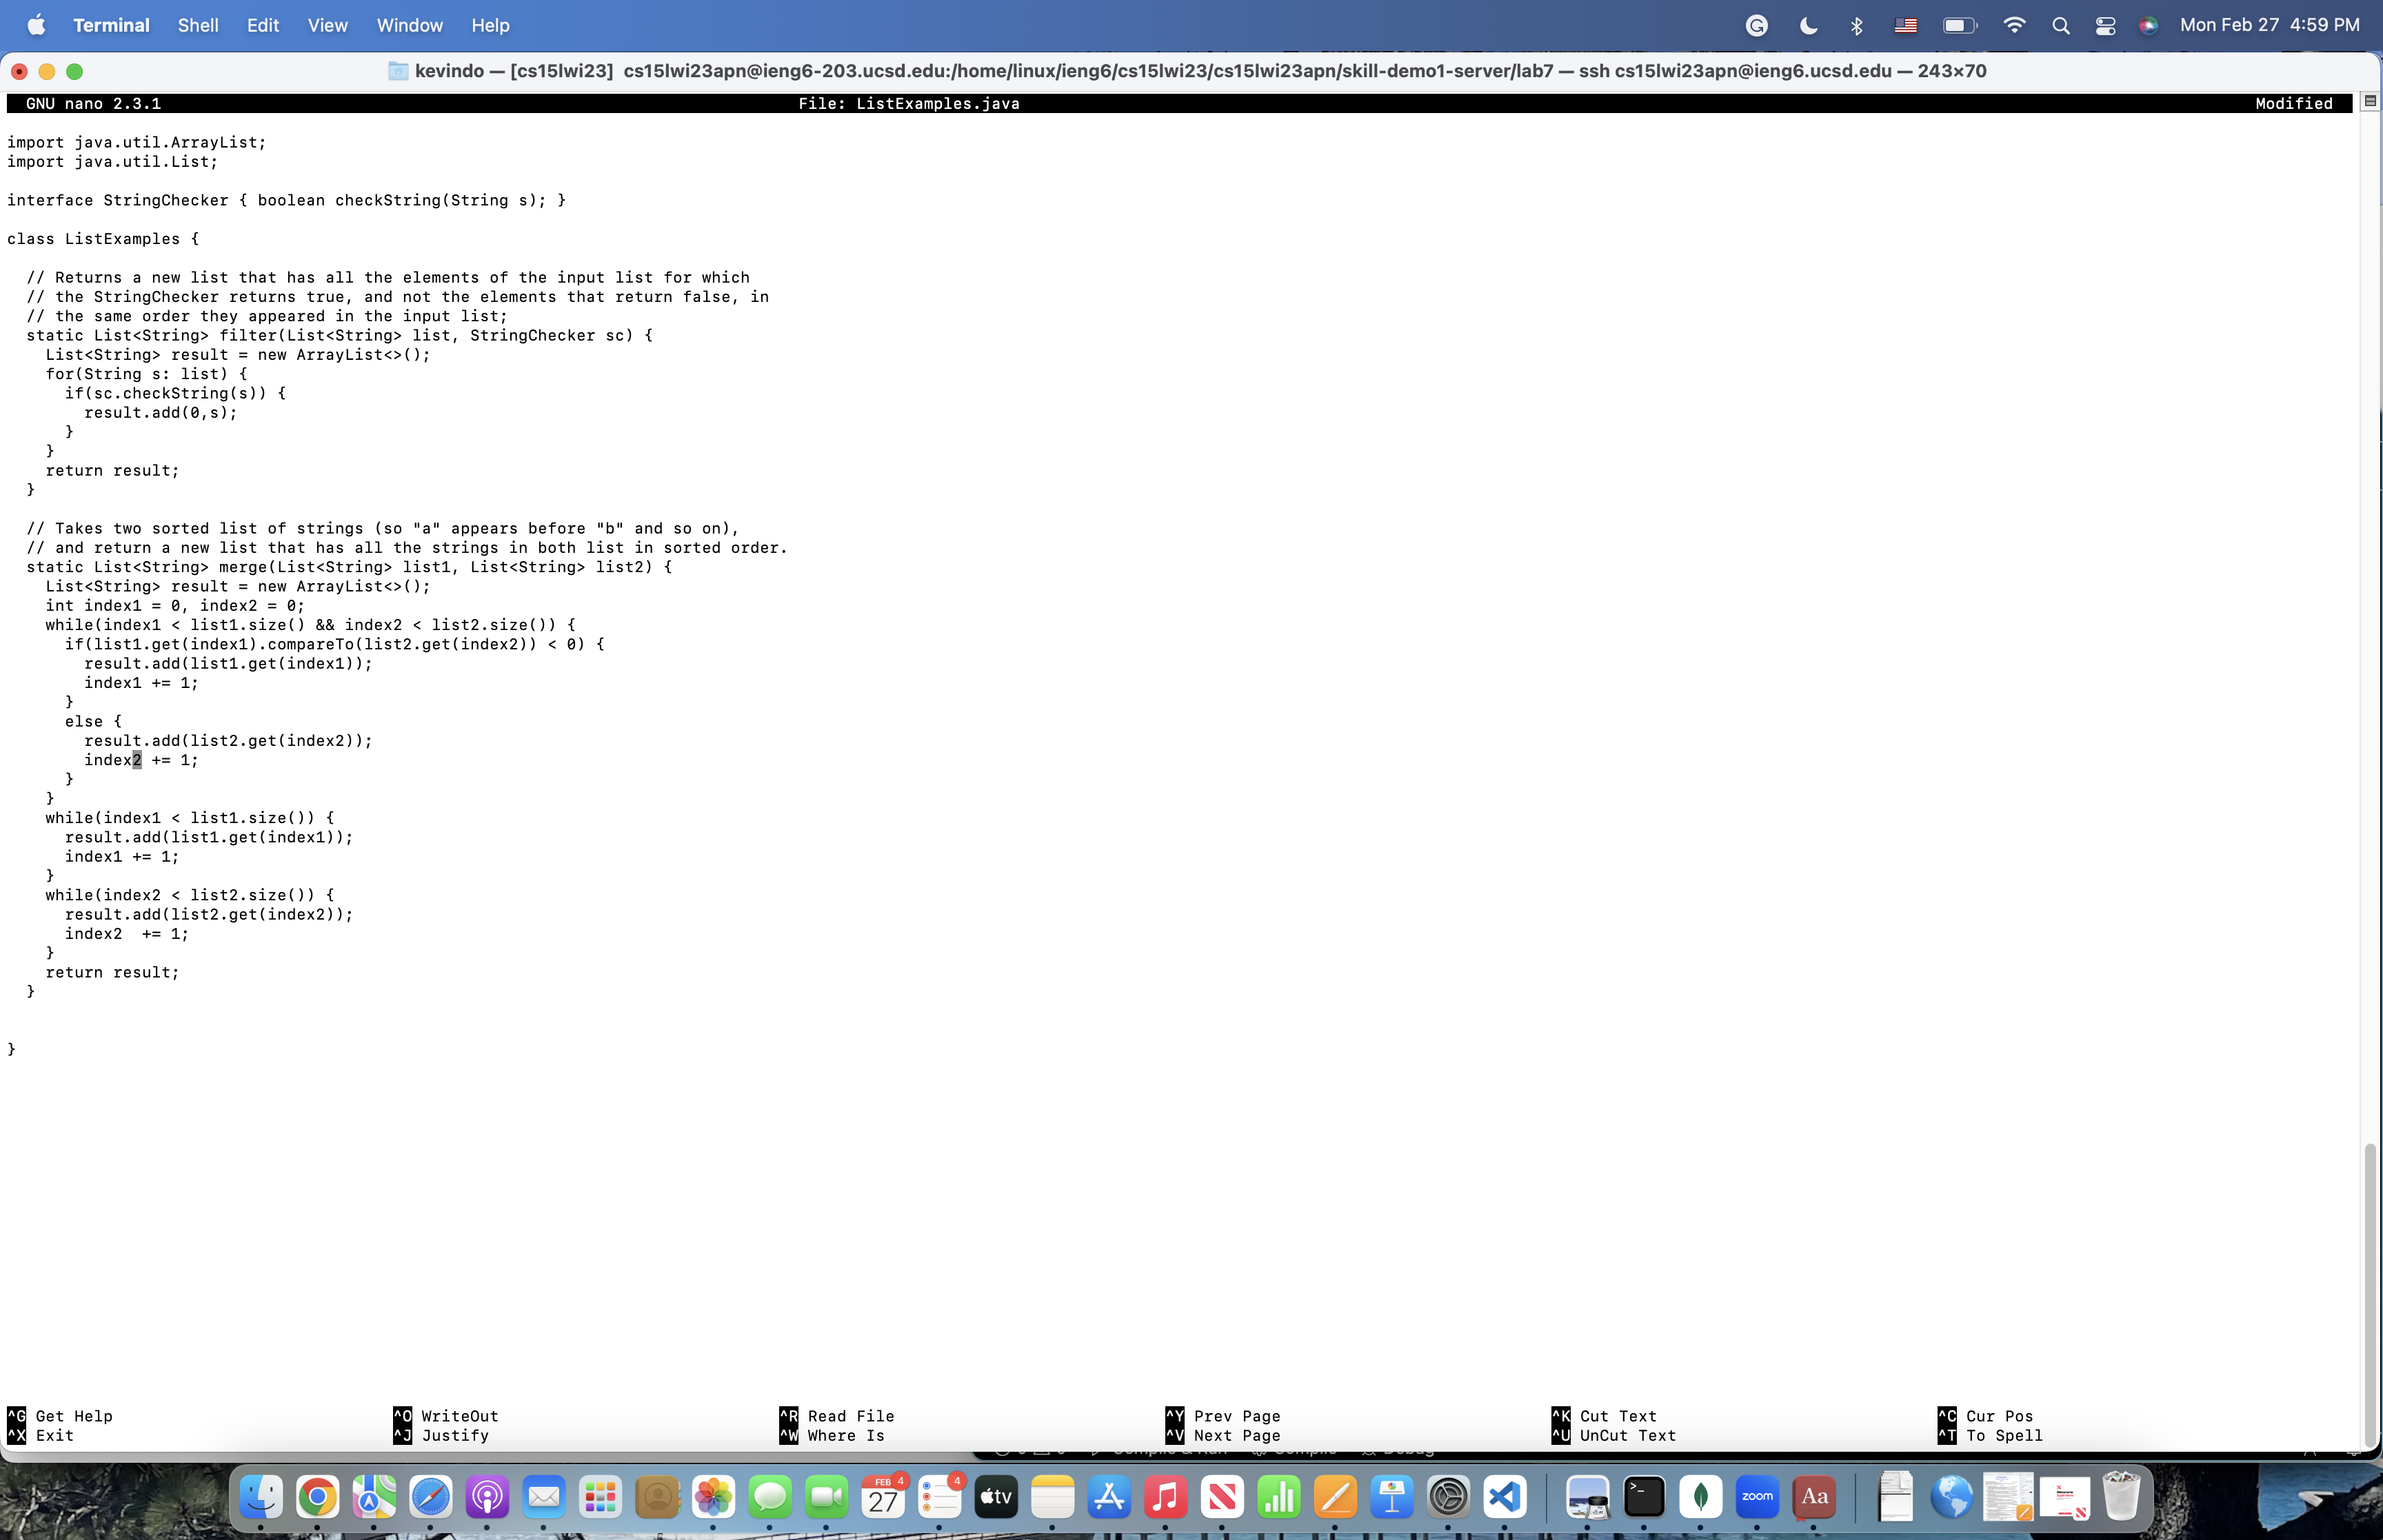 Terminal Shell Edit View Window Help Mon Feb 27 4:59 PM
kevindo — [cs15lwi23] cs15lwi23apn@ieng6-203.ucsd.edu:/home/linux/ieng6/cs15lwi23/cs15lwi23apn/skill-demo1-server/lab7 — ssh cs15lwi23apn@ieng6.ucsd.edu — 243×70
GNU nano 2.3.1 File: ListExamples.java Modified
import java.util.ArrayList;
import java.util.List;
interface StringChecker { boolean checkString(String s); }
class ListExamples {
  // Returns a new list that has all the elements of the input list for which
  // the StringChecker returns true, and not the elements that return false, in
  // the same order they appeared in the input list;
  static List<String> filter(List<String> list, StringChecker sc) {
    List<String> result = new ArrayList<>();
    for(String s: list) {
      if(sc.checkString(s)) {
        result.add(0,s);
      }
    }
    return result;
  }
  // Takes two sorted list of strings (so "a" appears before "b" and so on),
  // and return a new list that has all the strings in both list in sorted order.
  static List<String> merge(List<String> list1, List<String> list2) {
    List<String> result = new ArrayList<>();
    int index1 = 0, index2 = 0;
    while(index1 < list1.size() && index2 < list2.size()) {
      if(list1.get(index1).compareTo(list2.get(index2)) < 0) {
        result.add(list1.get(index1));
        index1 += 1;
      }
      else {
        result.add(list2.get(index2));
        index2 += 1;
      }
    }
    while(index1 < list1.size()) {
      result.add(list1.get(index1));
      index1 += 1;
    }
    while(index2 < list2.size()) {
      result.add(list2.get(index2));
      index2  += 1;
    }
    return result;
  }
}
^G Get Help ^O WriteOut ^R Read File ^Y Prev Page ^K Cut Text ^C Cur Pos
^X Exit ^J Justify ^W Where Is ^V Next Page ^U UnCut Text ^T To Spell
FEB 4 4
27 tv zoom Aa